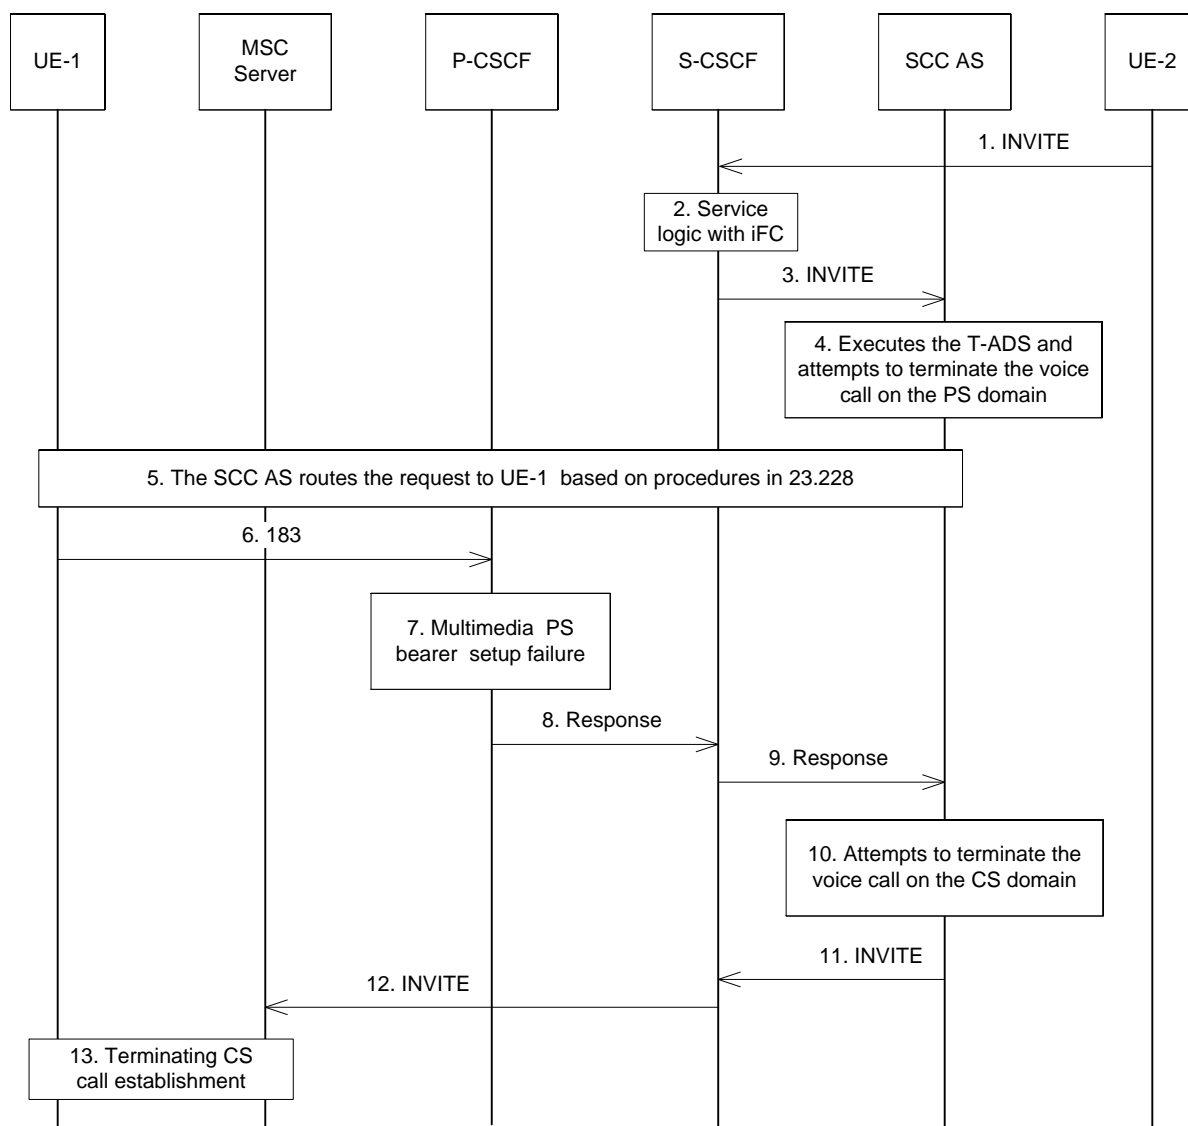 UE-1
MSC
Server
P-CSCF
S-CSCF
SCC AS
UE-2
1. INVITE
2. Service
logic with iFC
3. INVITE
4. Executes the T-ADS and
attempts to terminate the voice
call on the PS domain
5. The SCC AS routes the request to UE-1 based on procedures in 23.228
6. 183
7. Multimedia PS
bearer setup failure
8. Response
9. Response
10. Attempts to terminate the
voice call on the CS domain
11. INVITE
12. INVITE
13. Terminating CS
call establishment